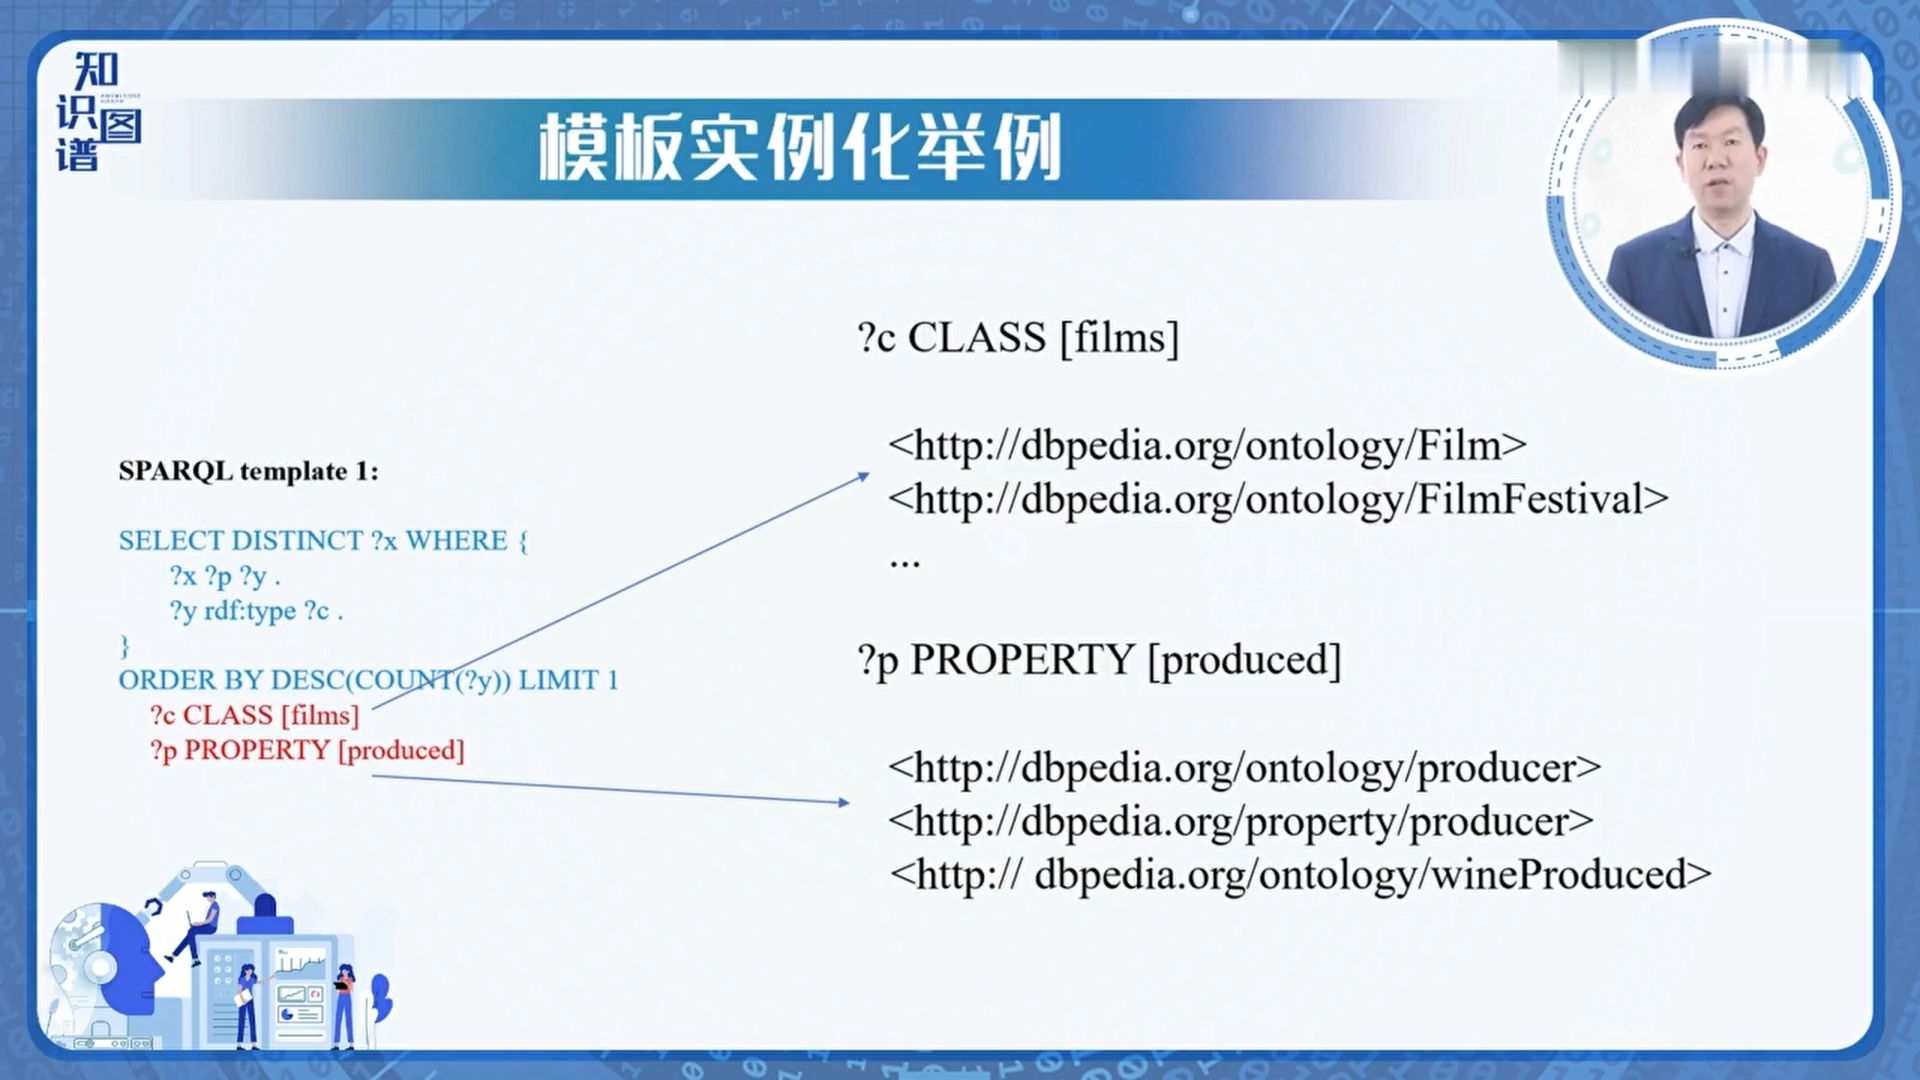 知识图谱
模板实例化举例
SPARQL template 1:
SELECT DISTINCT ?x WHERE {
?x ?p ?y .
?y rdf:type ?c .
}
ORDER BY DESC(COUNT(?y)) LIMIT 1
?c CLASS [films]
?p PROPERTY [produced]
?c CLASS [films]
<http://dbpedia.org/ontology/Film>
<http://dbpedia.org/ontology/FilmFestival>
...
?p PROPERTY [produced]
<http://dbpedia.org/ontology/producer>
<http://dbpedia.org/property/producer>
<http:// dbpedia.org/ontology/wineProduced>